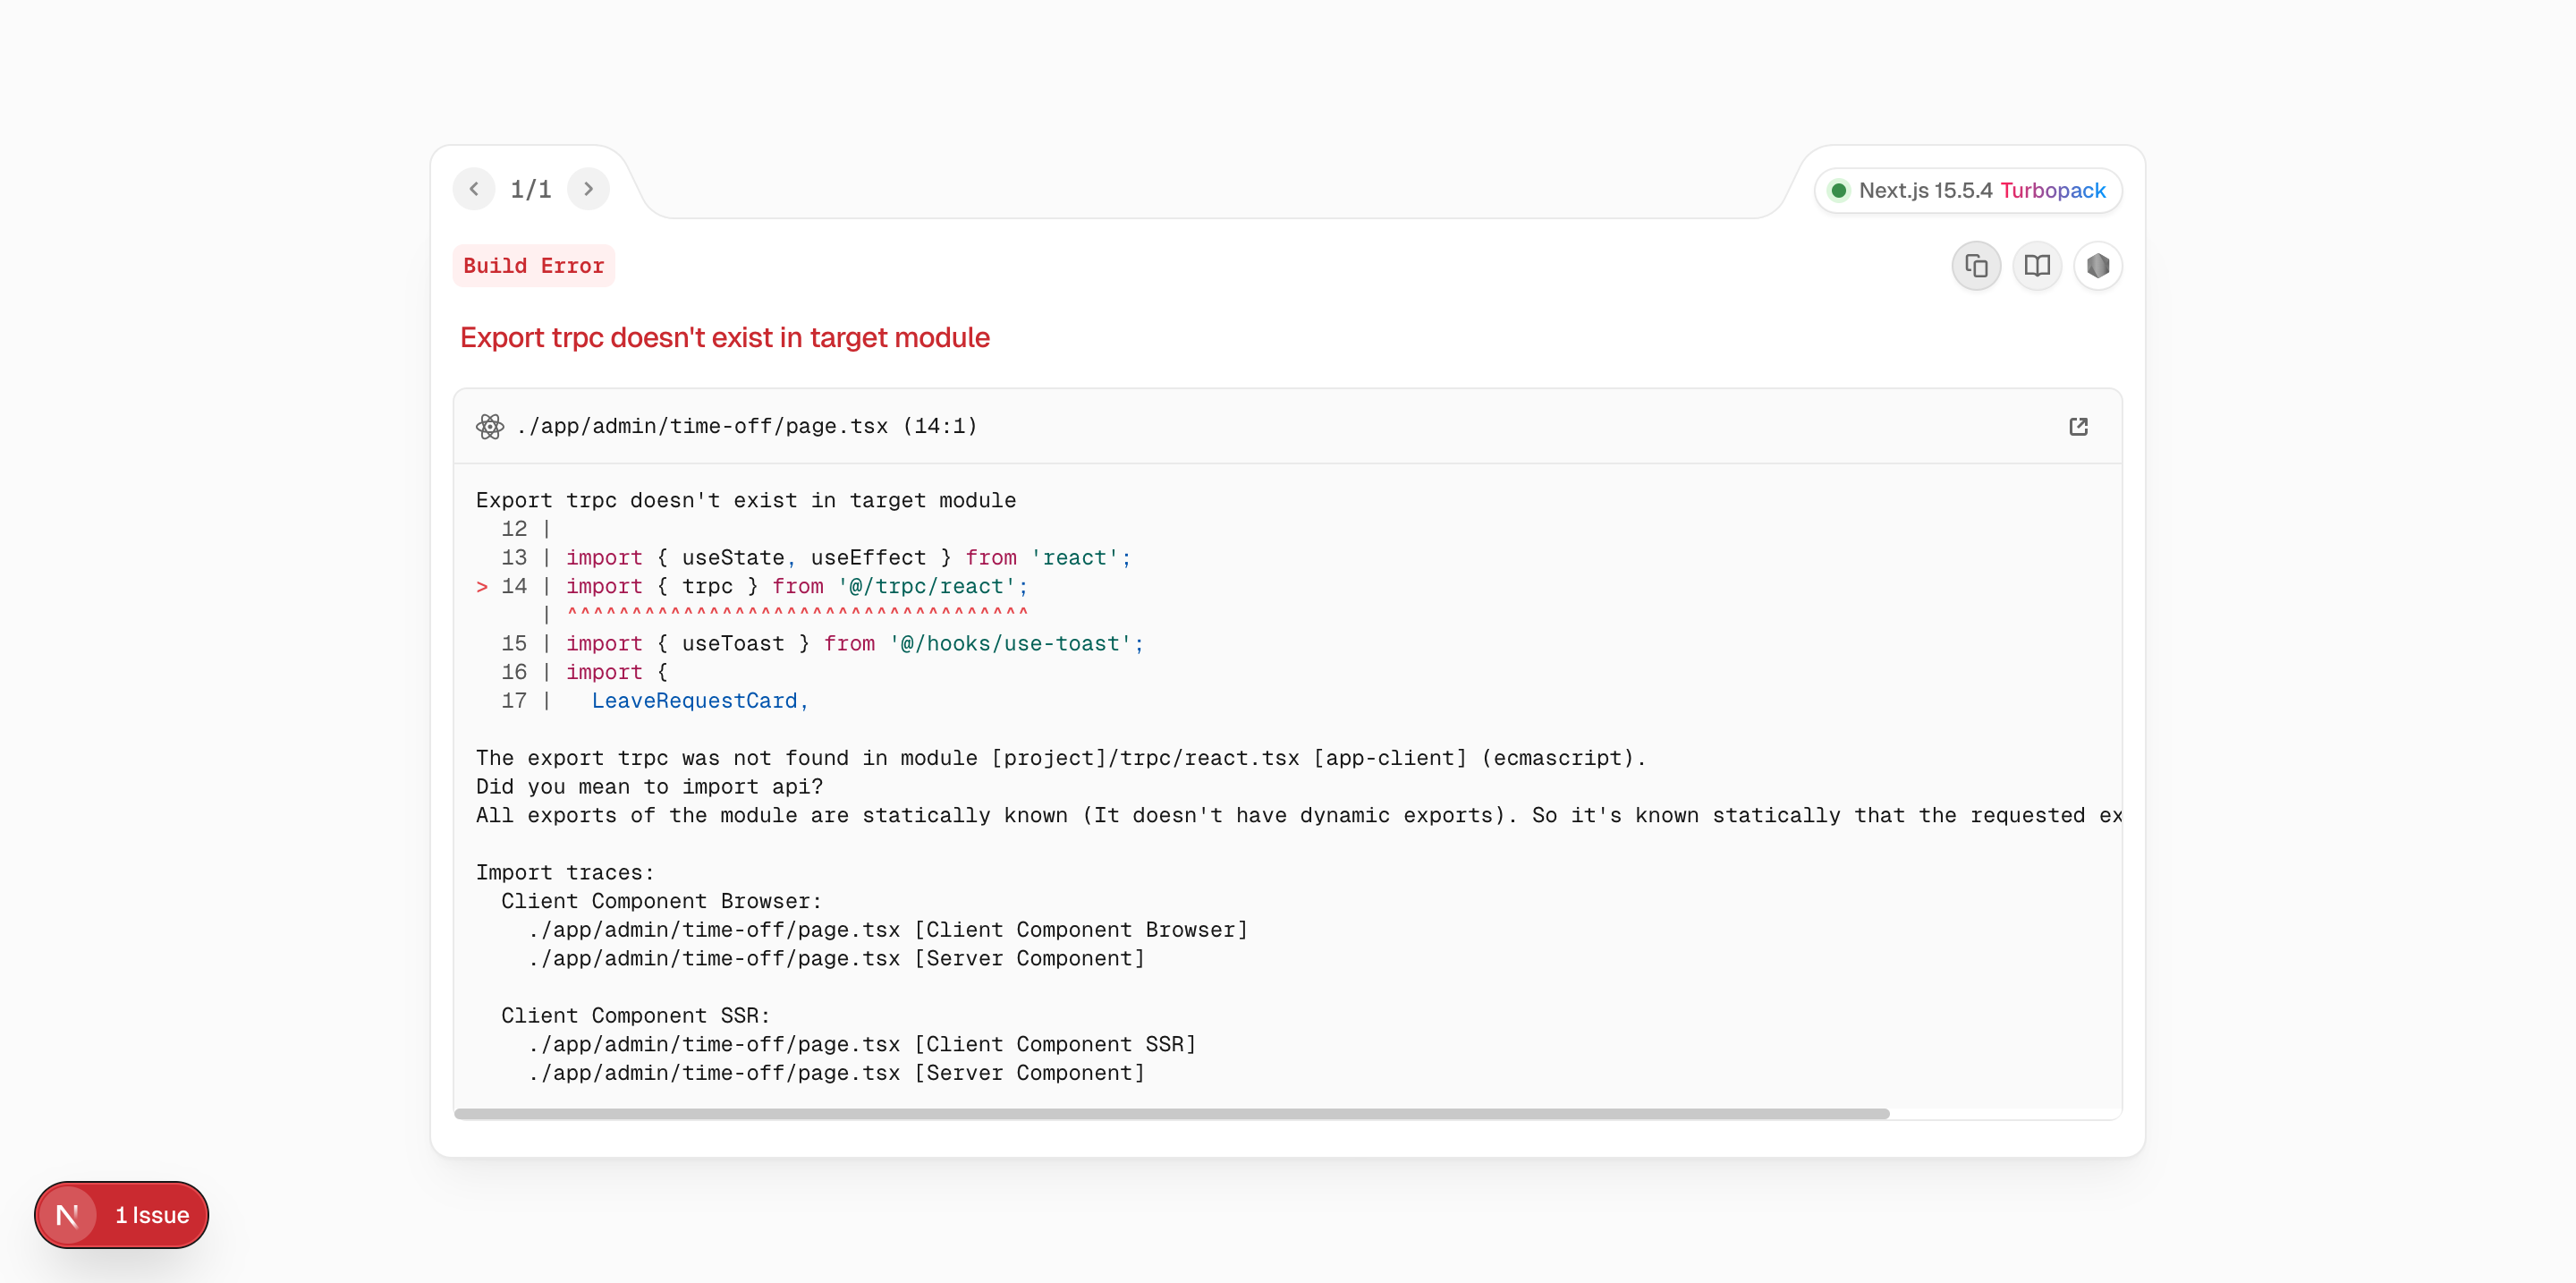 1/1
Next.js 15.5.4 Turbopack
Build Error
Export trpc doesn't exist in target module
./app/admin/time-off/page.tsx (14:1)
Export trpc doesn't exist in target module
  12 |
  13 | import { useState, useEffect } from 'react';
> 14 | import { trpc } from '@/trpc/react';
     | ^^^^^^^^^^^^^^^^^^^^^^^^^^^^^^^^^^^^
  15 | import { useToast } from '@/hooks/use-toast';
  16 | import {
  17 |   LeaveRequestCard,
The export trpc was not found in module [project]/trpc/react.tsx [app-client] (ecmascript).
Did you mean to import api?
All exports of the module are statically known (It doesn't have dynamic exports). So it's known statically that the requested ex
Import traces:
  Client Component Browser:
    ./app/admin/time-off/page.tsx [Client Component Browser]
    ./app/admin/time-off/page.tsx [Server Component]
  Client Component SSR:
    ./app/admin/time-off/page.tsx [Client Component SSR]
    ./app/admin/time-off/page.tsx [Server Component]
N 1 Issue